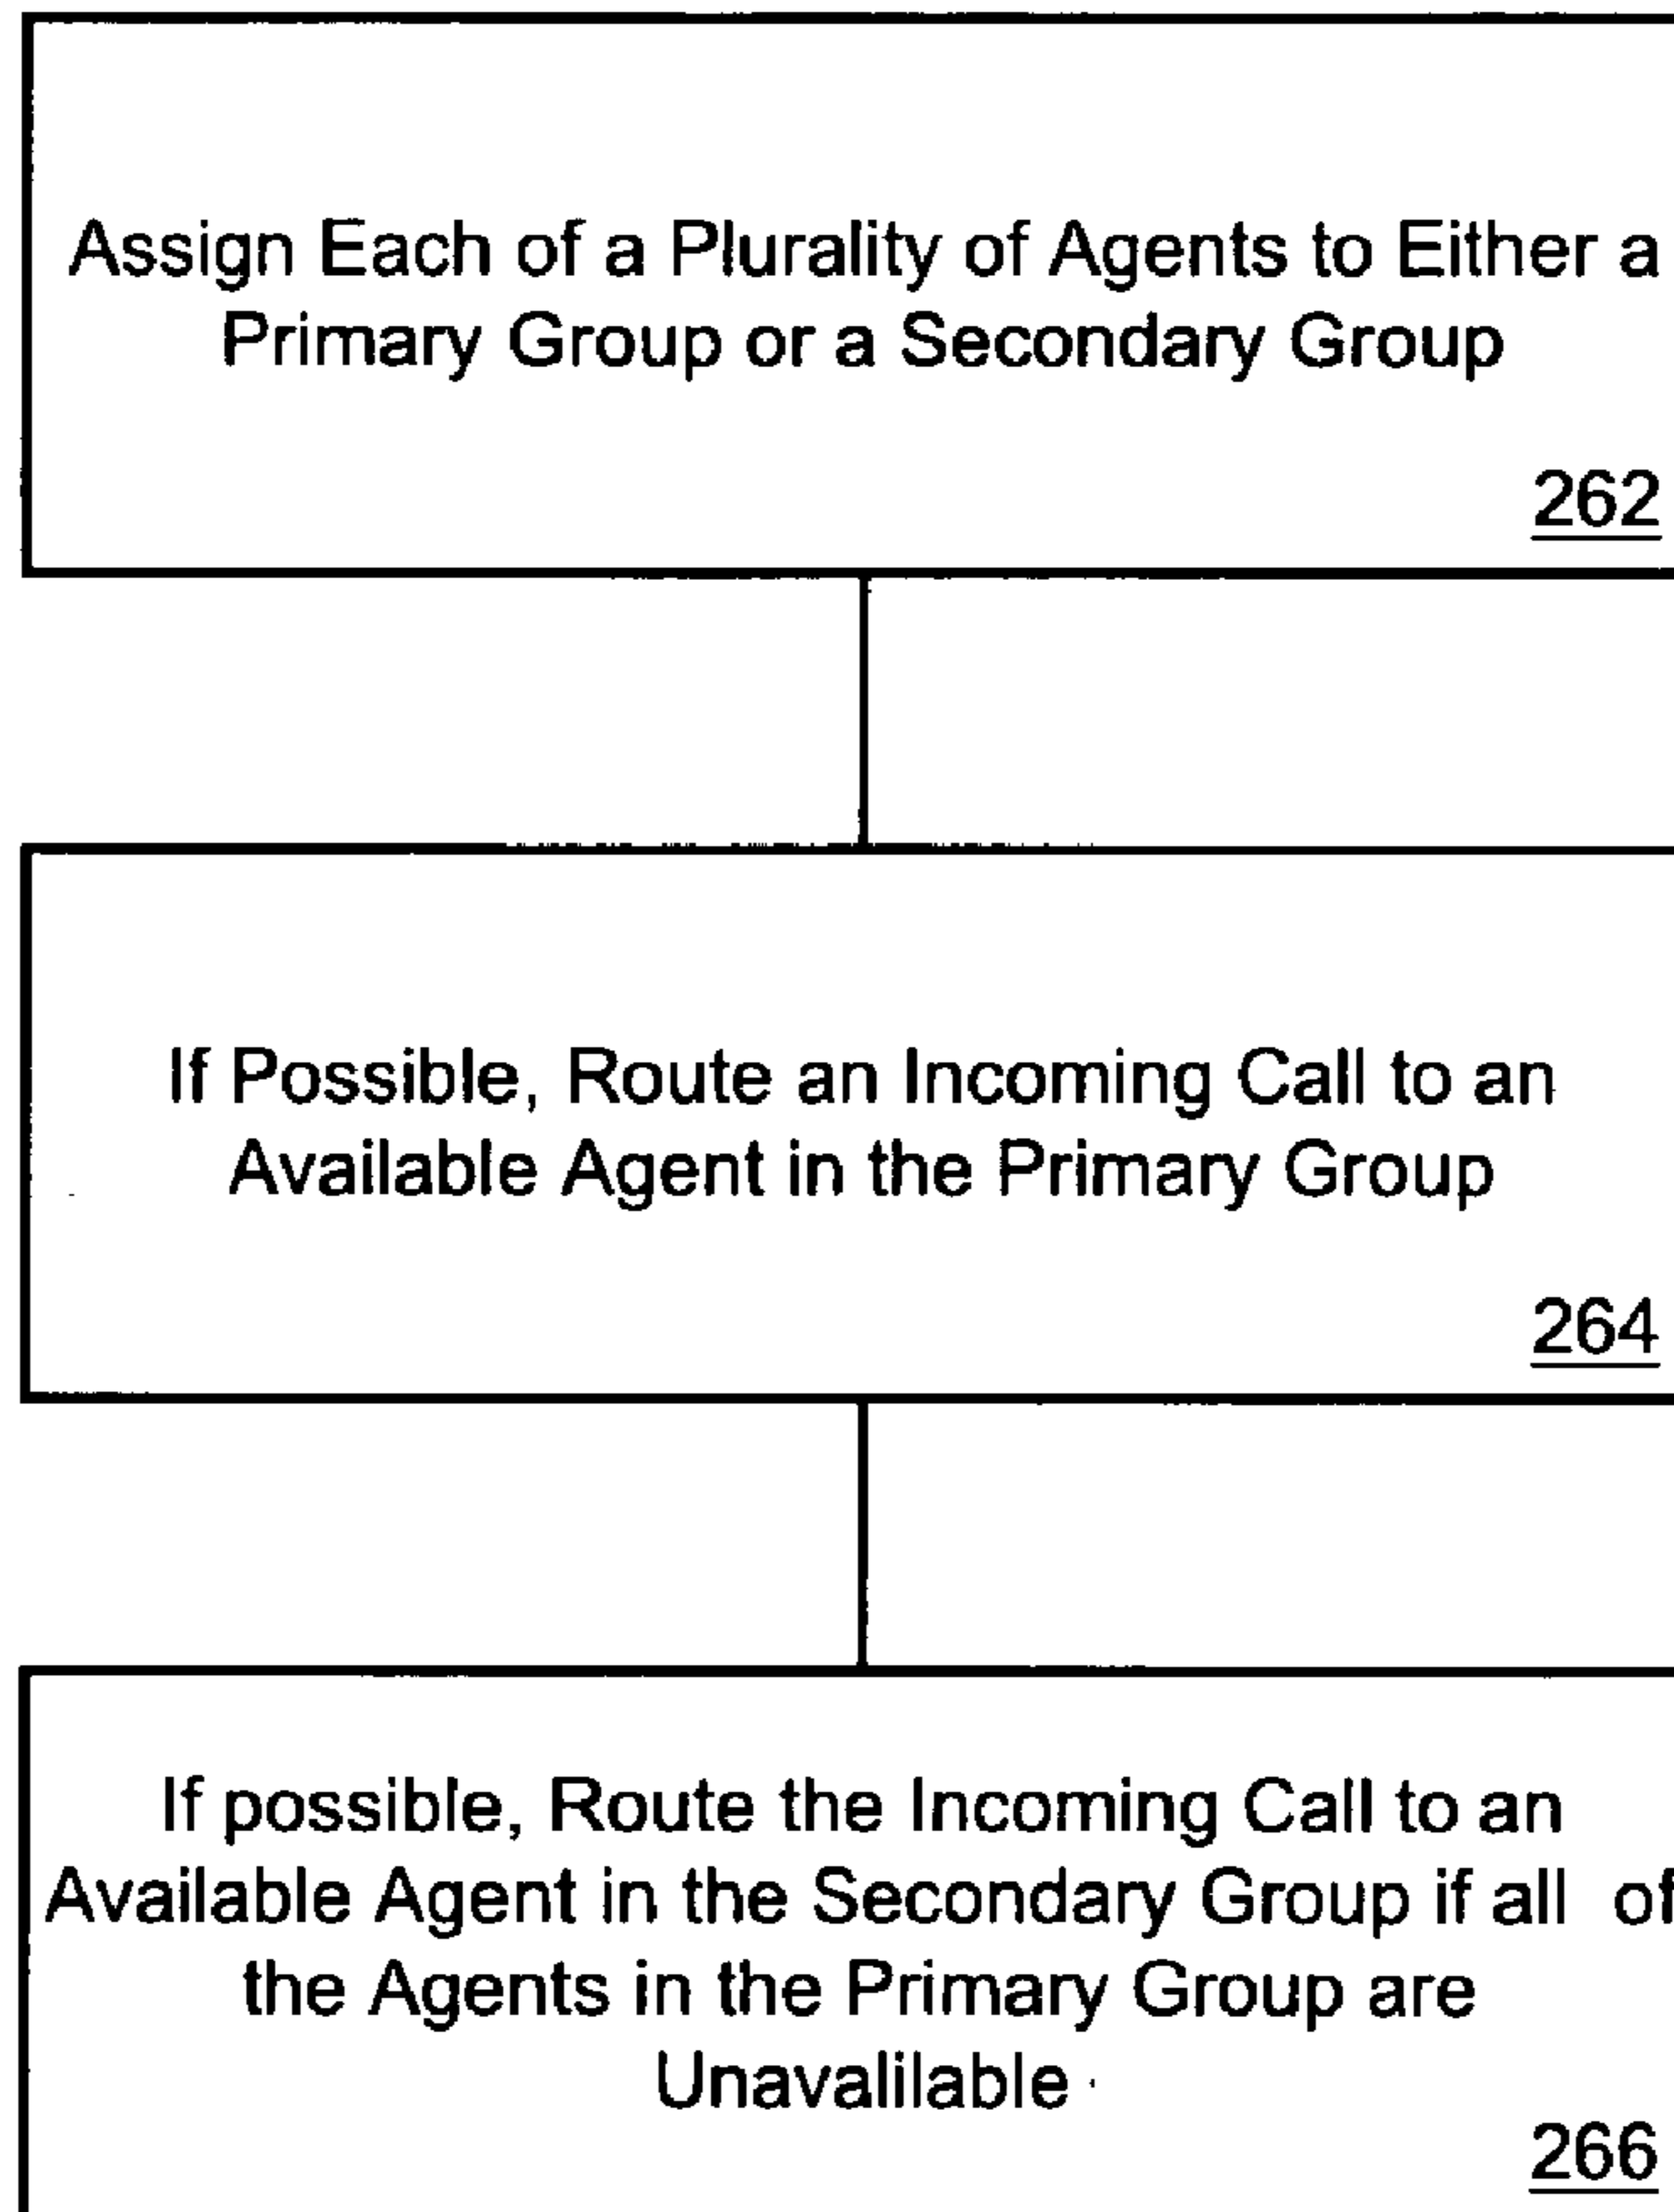 Assign Each of a Plurality of Agents to Either a
Primary Group or a Secondary Group
262
If Possible, Route an Incoming Call to an
Available Agent in the Primary Group
264
If possible, Route the Incoming Call to an
Available Agent in the Secondary Group if all of
the Agents in the Primary Group are
Unavalilable
266